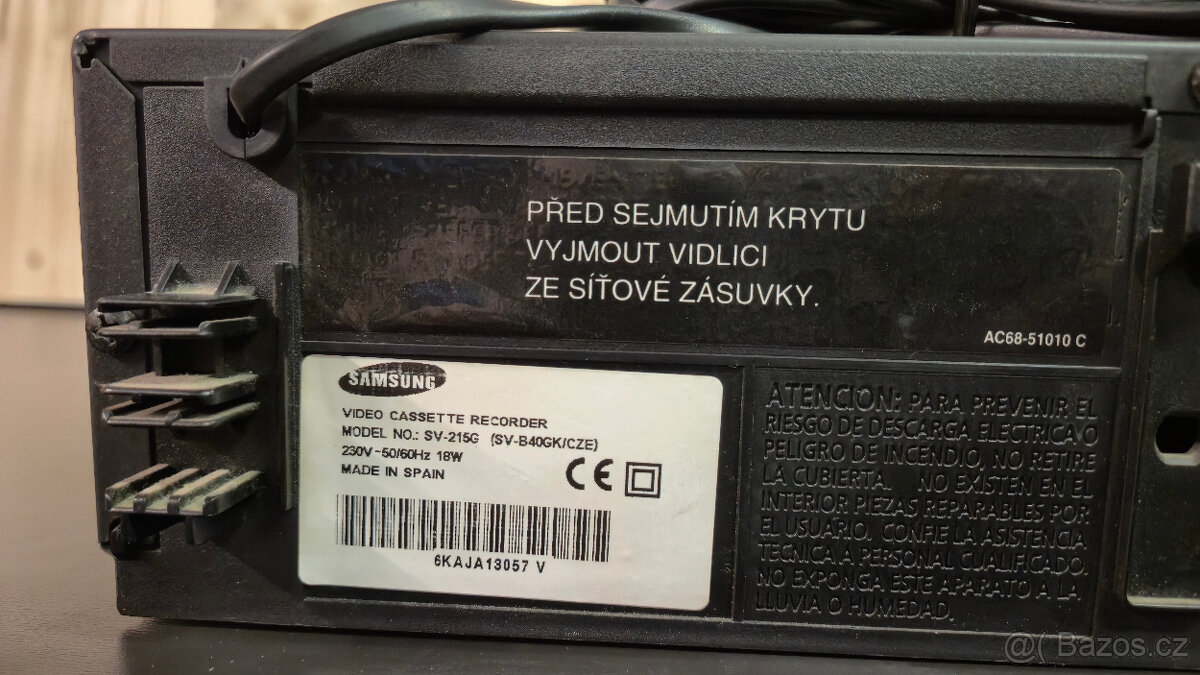 PŘED SEJMUTÍM KRYTU
VYJMOUT VIDLICI
ZE SÍŤOVÉ ZÁSUVKY.
AC68-51010 C
SAMSUNG
VIDEO CASSETTE RECORDER
MODEL NO.: SV-215G (SV-B40GK/CZE)
230V ~50/60Hz 18W
MADE IN SPAIN
CE
6KAJA13057 V
ATENCION: PARA PREVENIR EL
RIESGO DE DESCARGA ELECTRICA O
PELIGRO DE INCENDIO, NO RETIRE
LA CUBIERTA. NO EXISTEN EN EL
INTERIOR PIEZAS REPARABLES POR
EL USUARIO. CONFIE LA ASISTENCIA
TECNICA A PERSONAL CUALIFICADO.
NO EXPONGA ESTE APARATO A LA
LLUVIA O HUMEDAD.
@( Bazos.cz